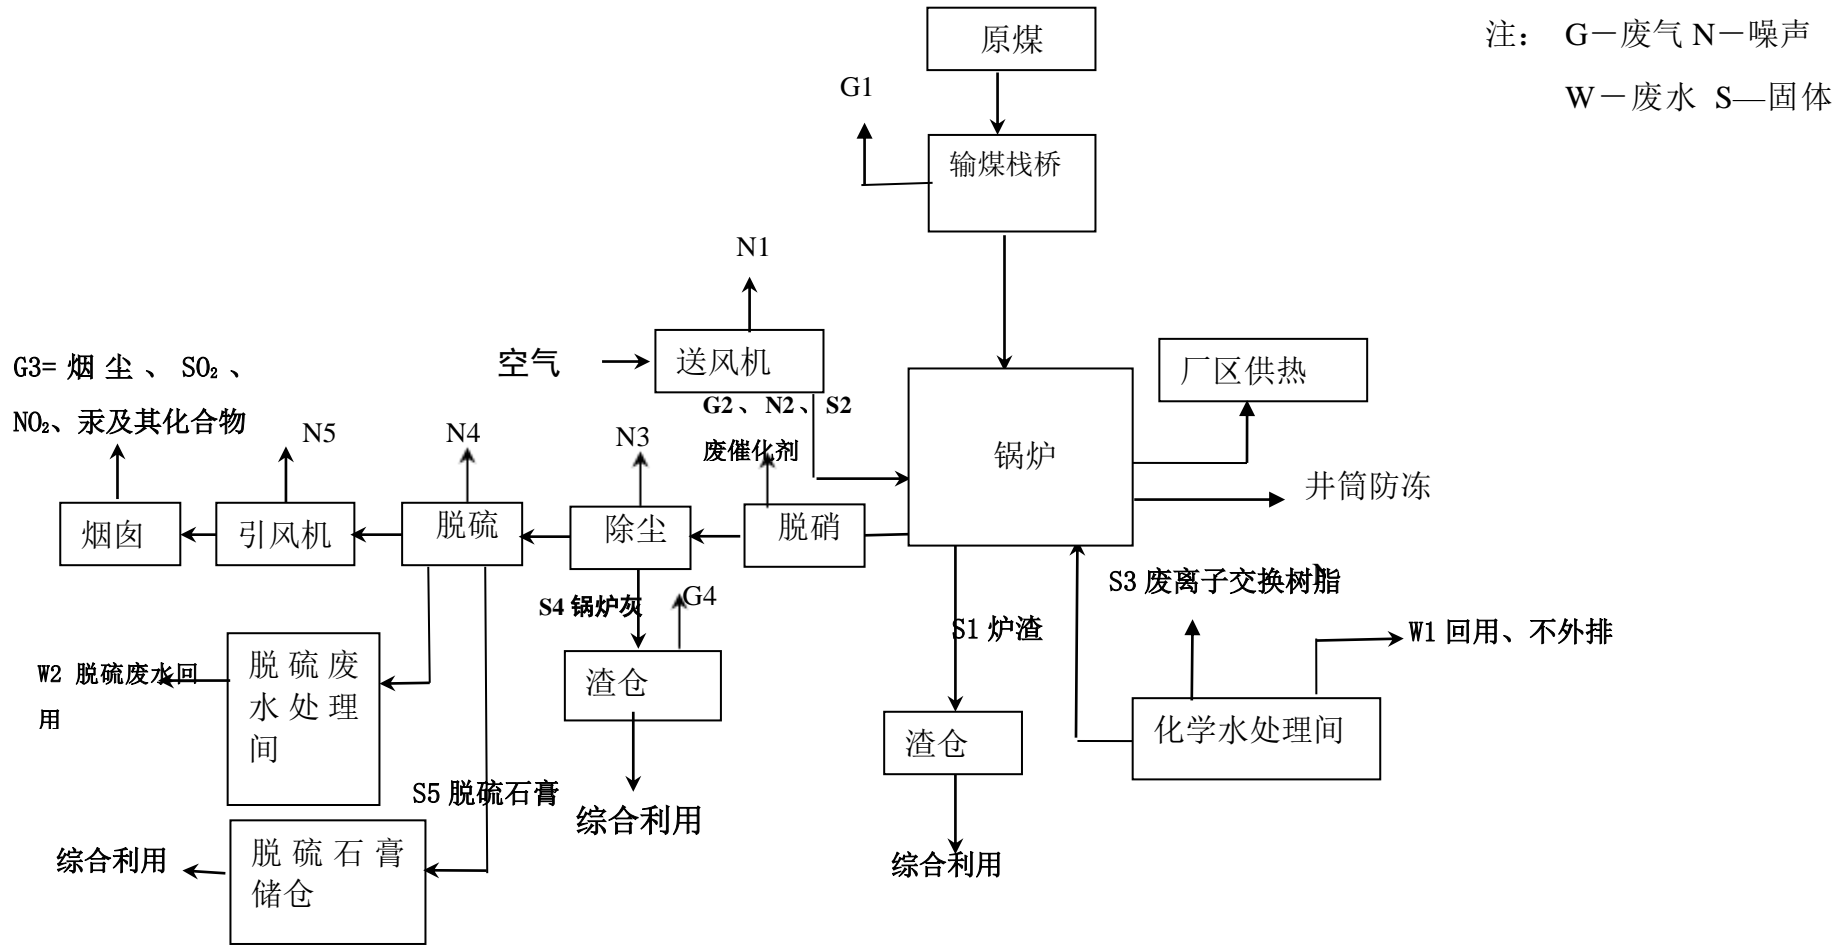 原煤
注： G－废气 N－噪声
W－废水 S—固体
G1
输煤栈桥
N1
空气
送风机
G3= 烟 尘 、 SO₂ 、
NO₂、汞及其化合物
厂区供热
G2 、 N2、 S2
废催化剂
N5
N4
N3
锅炉
井筒防冻
烟囱
引风机
脱硫
除尘
脱硝
S3 废离子交换树脂
S4 锅炉灰
G4
S1 炉渣
W1 回用、不外排
W2 脱硫废水回
用
脱 硫 废
水 处 理
间
渣仓
渣仓
化学水处理间
S5 脱硫石膏
综合利用
综合利用
脱 硫 石 膏
储仓
综合利用